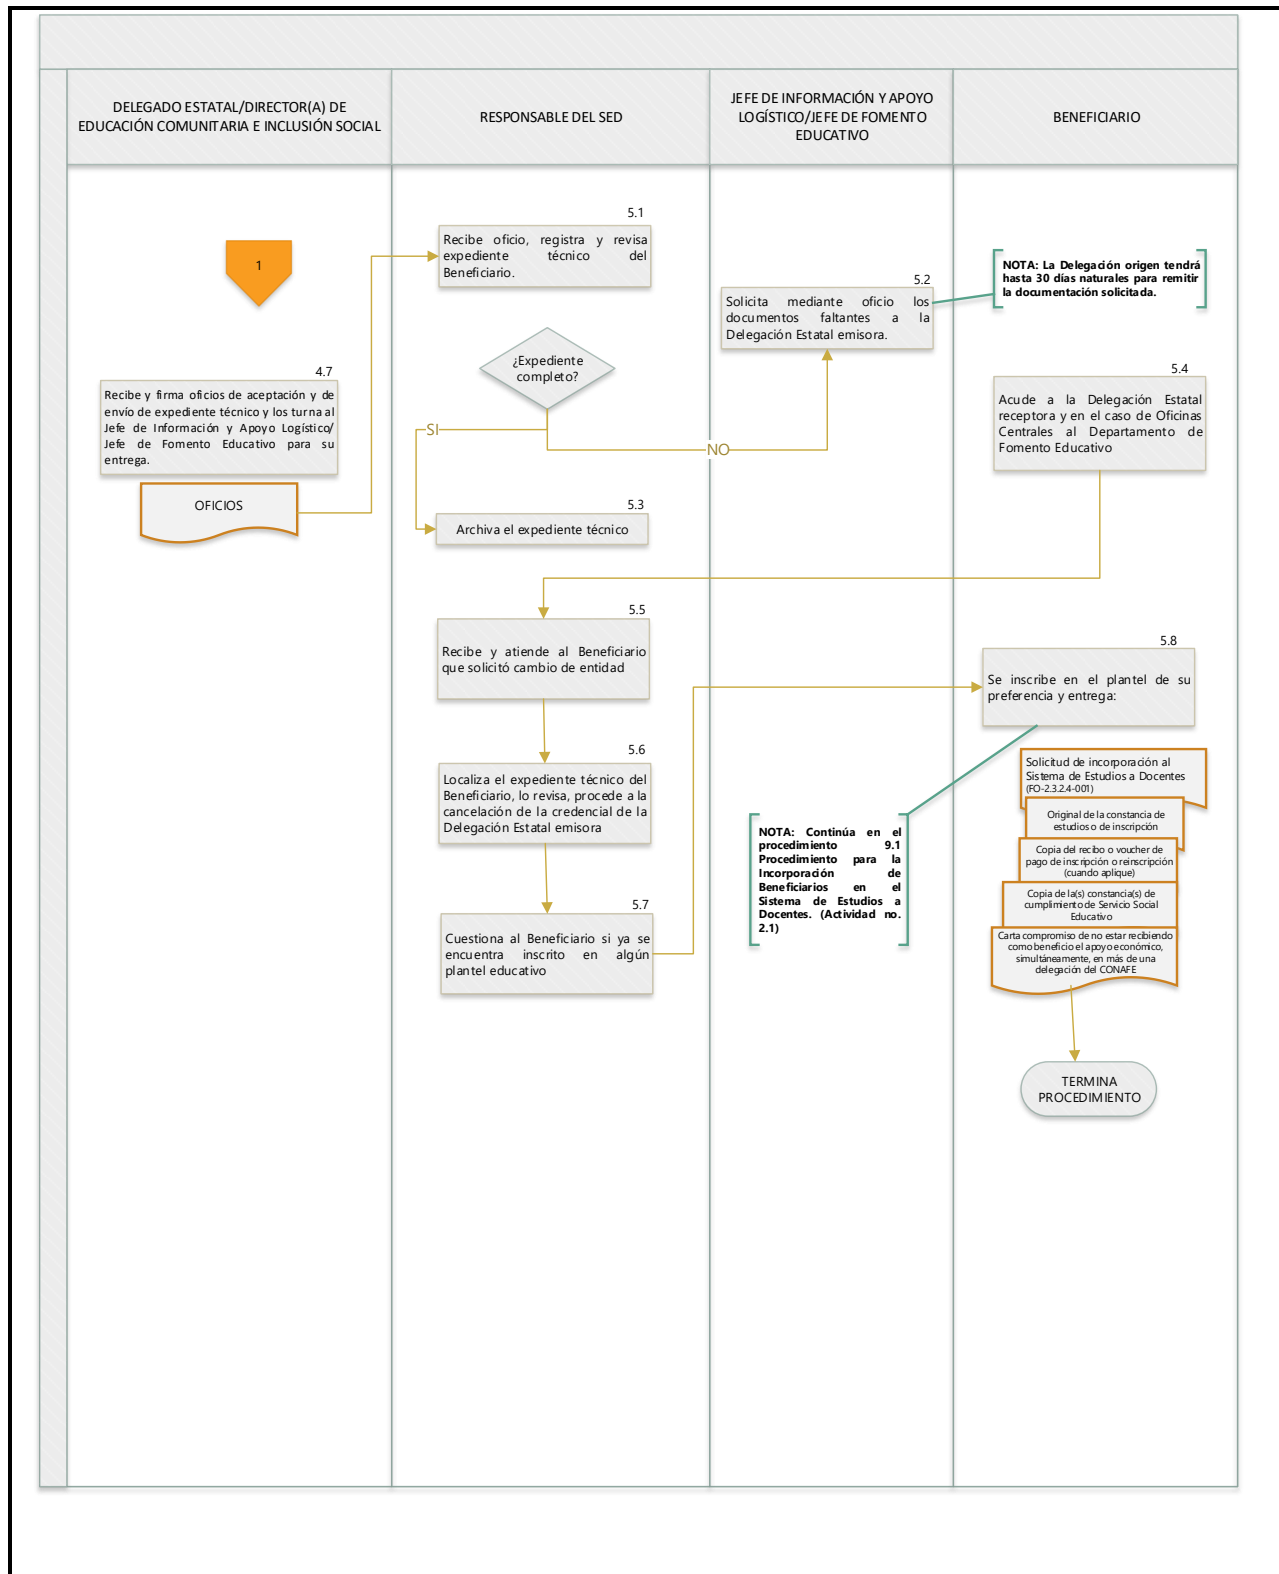 DELEGADO ESTATAL/DIRECTOR(A) DE
EDUCACIÓN COMUNITARIA E INCLUSIÓN SOCIAL
RESPONSABLE DEL SED
JEFE DE INFORMACIÓN Y APOYO
LOGÍSTICO/JEFE DE FOMENTO
EDUCATIVO
BENEFICIARIO
1
4.7
Recibe y firma oficios de aceptación y de
envío de expediente técnico y los turna al
Jefe de Información y Apoyo Logístico/
Jefe de Fomento Educativo para su
entrega.
OFICIOS
5.1
Recibe oficio, registra y revisa
expediente técnico del
Beneficiario.
¿Expediente
completo?
SI
NO
5.2
Solicita mediante oficio los
documentos faltantes a la
Delegación Estatal emisora.
NOTA: La Delegación origen tendrá
hasta 30 días naturales para remitir
la documentación solicitada.
5.3
Archiva el expediente técnico
5.4
Acude a la Delegación Estatal
receptora y en el caso de Oficinas
Centrales al Departamento de
Fomento Educativo
5.5
Recibe y atiende al Beneficiario
que solicitó cambio de entidad
5.6
Localiza el expediente técnico del
Beneficiario, lo revisa, procede a la
cancelación de la credencial de la
Delegación Estatal emisora
5.7
Cuestiona al Beneficiario si ya se
encuentra inscrito en algún
plantel educativo
5.8
Se inscribe en el plantel de su
preferencia y entrega:
NOTA: Continúa en el
procedimiento 9.1
Procedimiento para la
Incorporación de
Beneficiarios en el
Sistema de Estudios a
Docentes. (Actividad no.
2.1)
Solicitud de incorporación al
Sistema de Estudios a Docentes
(FO-2.3.2.4-001)
Original de la constancia de
estudios o de inscripción
Copia del recibo o voucher de
pago de inscripción o reinscripción
(cuando aplique)
Copia de la(s) constancia(s) de
cumplimiento de Servicio Social
Educativo
Carta compromiso de no estar recibiendo
como beneficio el apoyo económico,
simultáneamente, en más de una
delegación del CONAFE
TERMINA
PROCEDIMIENTO